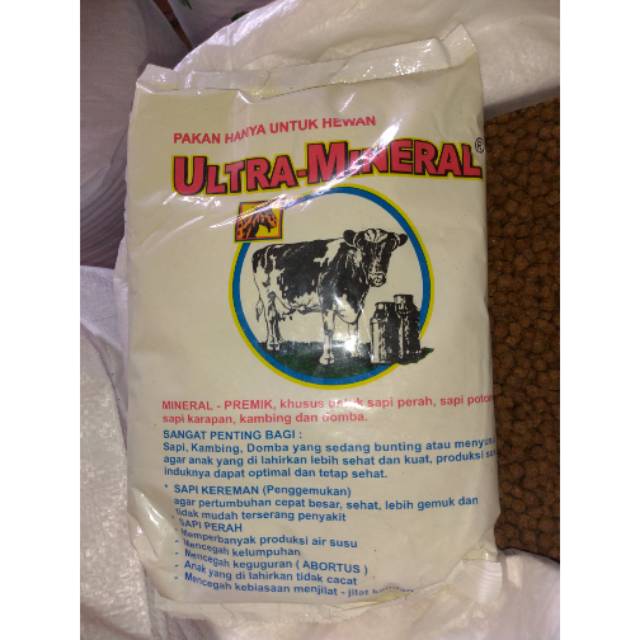 PAKAN HANYA UNTUK HEWAN
ULTRA-MINERAL®
MINERAL - PREMIK, khusus untuk sapi perah, sapi poton
sapi karapan, kambing dan domba.
SANGAT PENTING BAGI :
Sapi, Kambing, Domba yang sedang bunting atau menyusu
agar anak yang di lahirkan lebih sehat dan kuat, produksi
induknya dapat optimal dan tetap sehat.
* SAPI KEREMAN (Penggemukan)
agar pertumbuhan cepat besar, sehat, lebih gemuk dan
tidak mudah terserang penyakit
* SAPI PERAH
- Memperbanyak produksi air susu
- Mencegah kelumpuhan
- Mencegah keguguran ( ABORTUS )
- Anak yang di lahirkan tidak cacat
- Mencegah kebiasaan menjilat - jilat